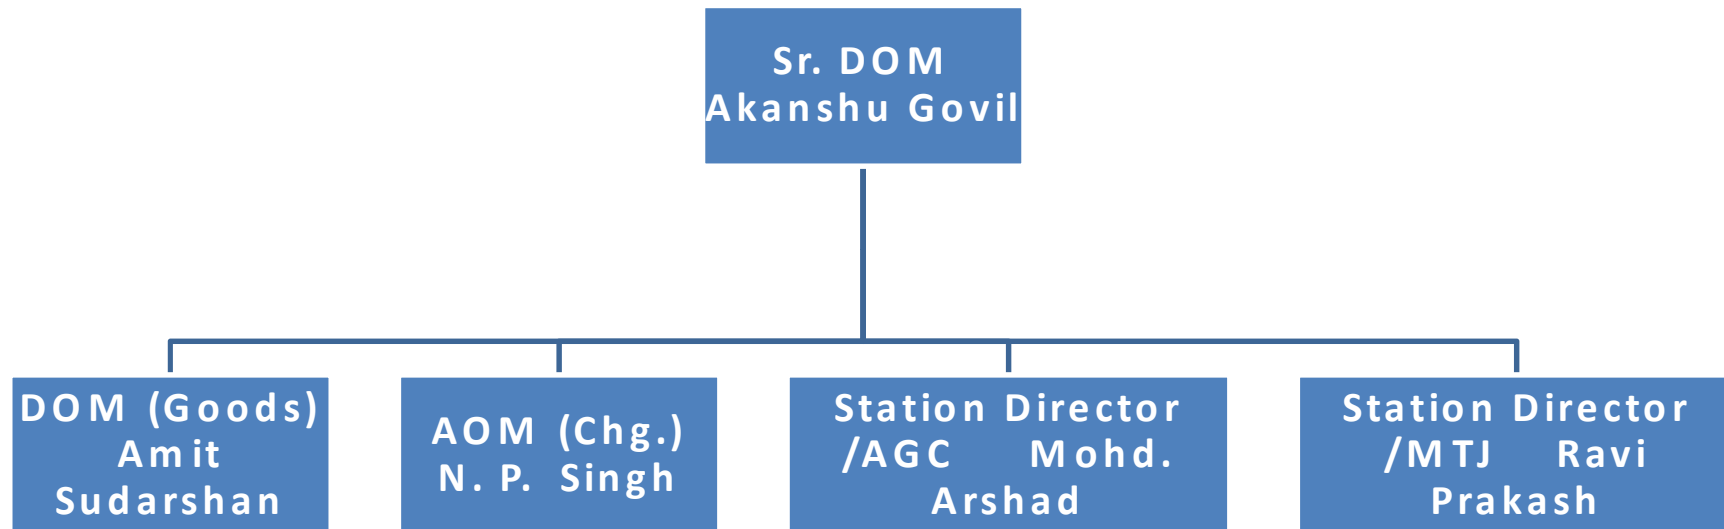 Sr. DOM
Akanshu Govil
DOM (Goods)
Amit
Sudarshan
AOM (Chg.)
N. P. Singh
Station Director
/AGC Mohd.
Arshad
Station Director
/MTJ Ravi
Prakash